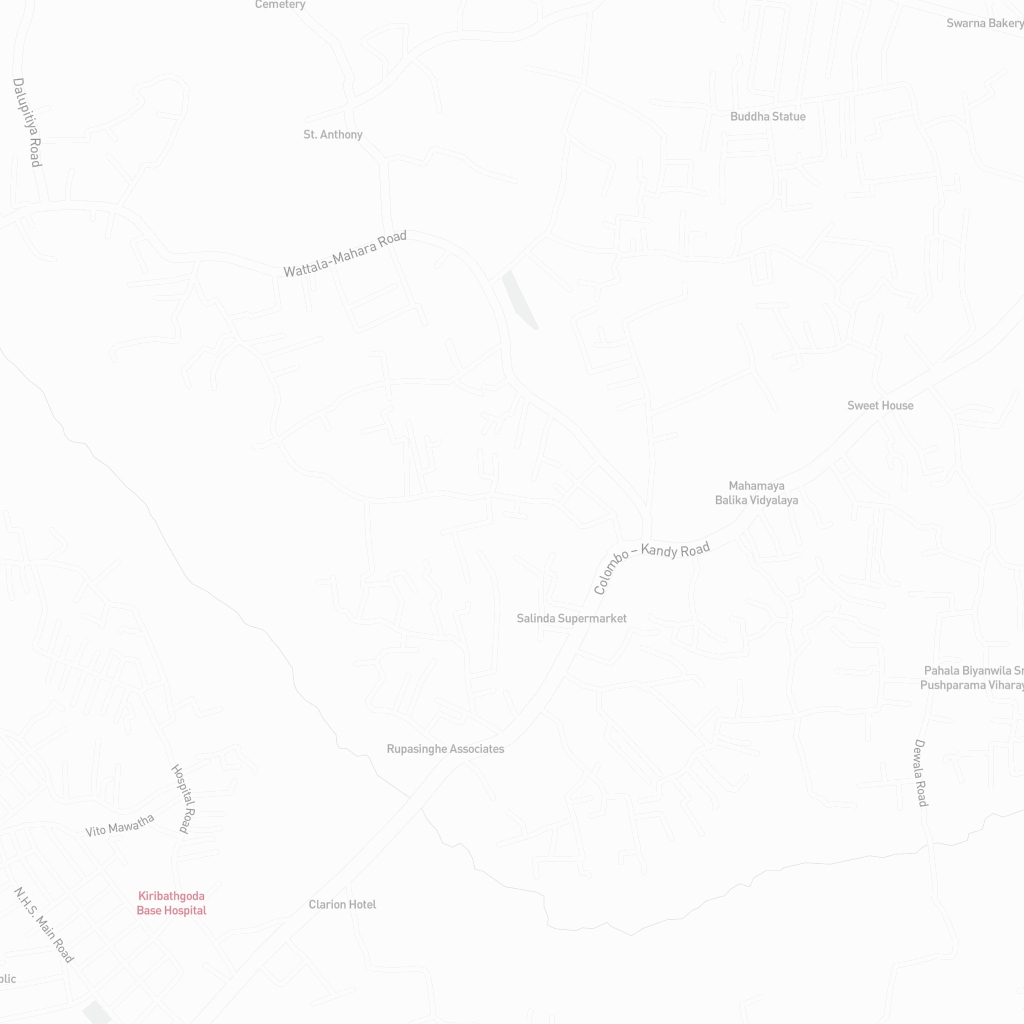 Cemetery
Swarna Bakery
Dalupitiya Road
Buddha Statue
St. Anthony
Wattala-Mahara Road
Sweet House
Mahamaya
Balika Vidyalaya
Colombo – Kandy Road
Salinda Supermarket
Pahala Biyanwila Sr
Pushparama Viharay
Rupasinghe Associates
Dewala Road
Hospital Road
Vito Mawatha
Kiribathgoda
Base Hospital
N.H.S. Main Road
Clarion Hotel